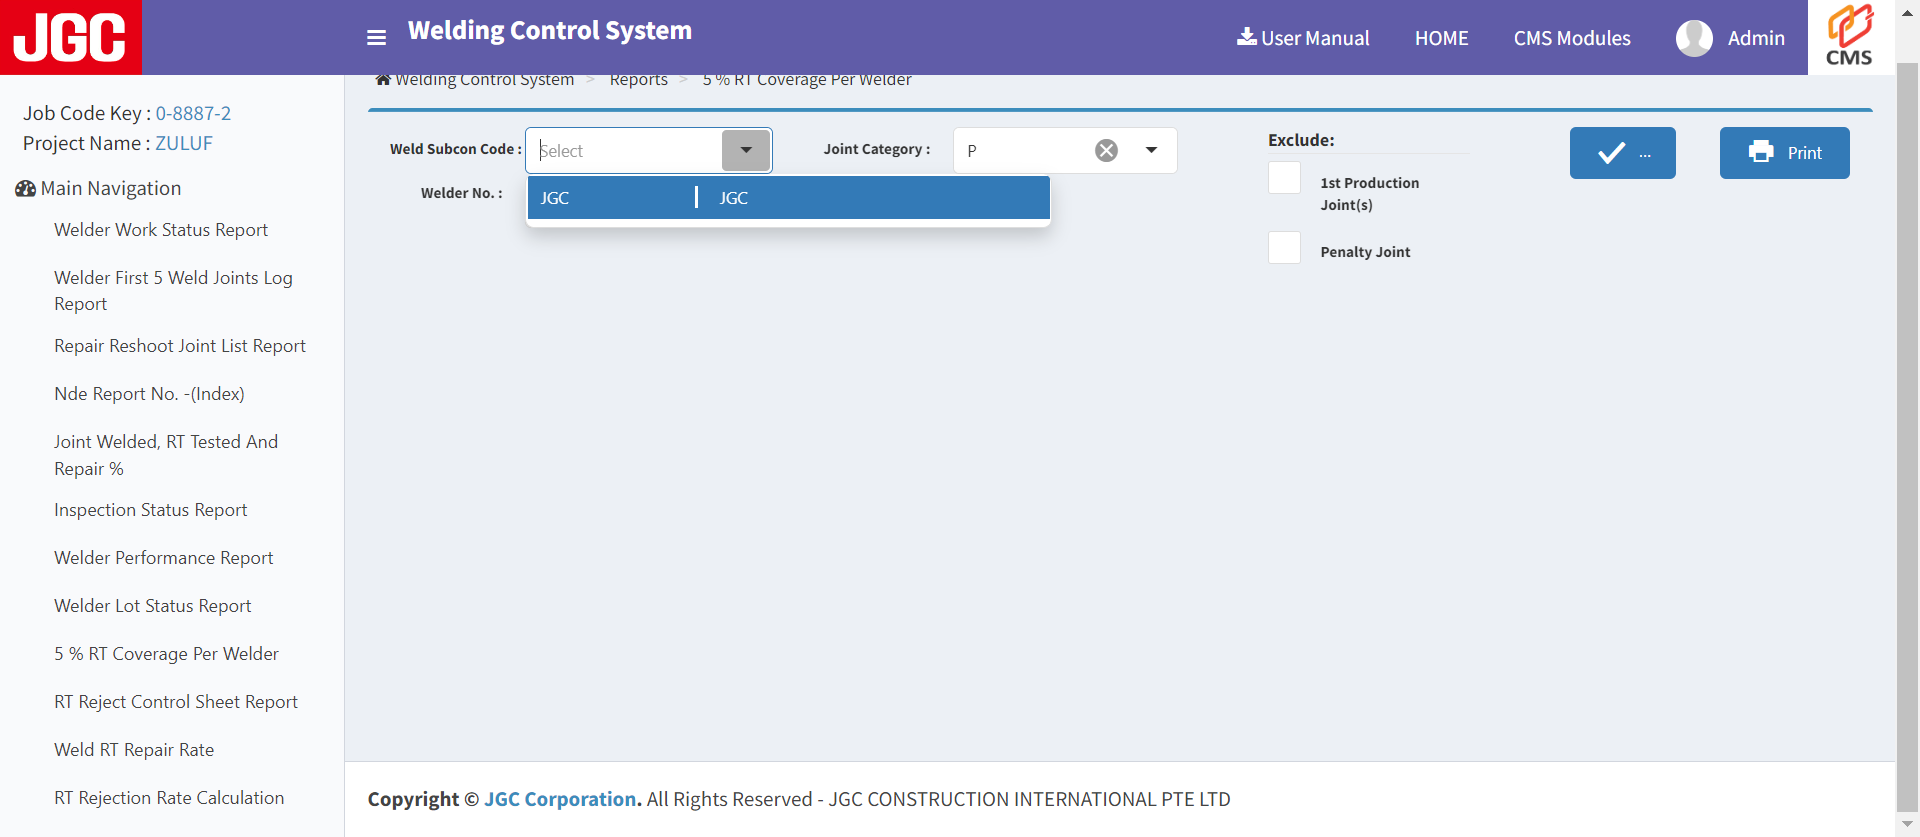 JGC
Welding Control System
User Manual
HOME
CMS Modules
Admin
CMS
Welding Control System > Reports > 5 % RT Coverage Per Welder
Job Code Key : 0-8887-2
Project Name : ZULUF
Main Navigation
Welder Work Status Report
Welder First 5 Weld Joints Log
Report
Repair Reshoot Joint List Report
Nde Report No. -(Index)
Joint Welded, RT Tested And
Repair %
Inspection Status Report
Welder Performance Report
Welder Lot Status Report
5 % RT Coverage Per Welder
RT Reject Control Sheet Report
Weld RT Repair Rate
RT Rejection Rate Calculation
Weld Subcon Code :
Select
Joint Category :
P
Exclude:
...
Print
Welder No. :
JGC | JGC
1st Production
Joint(s)
Penalty Joint
Copyright © JGC Corporation. All Rights Reserved - JGC CONSTRUCTION INTERNATIONAL PTE LTD